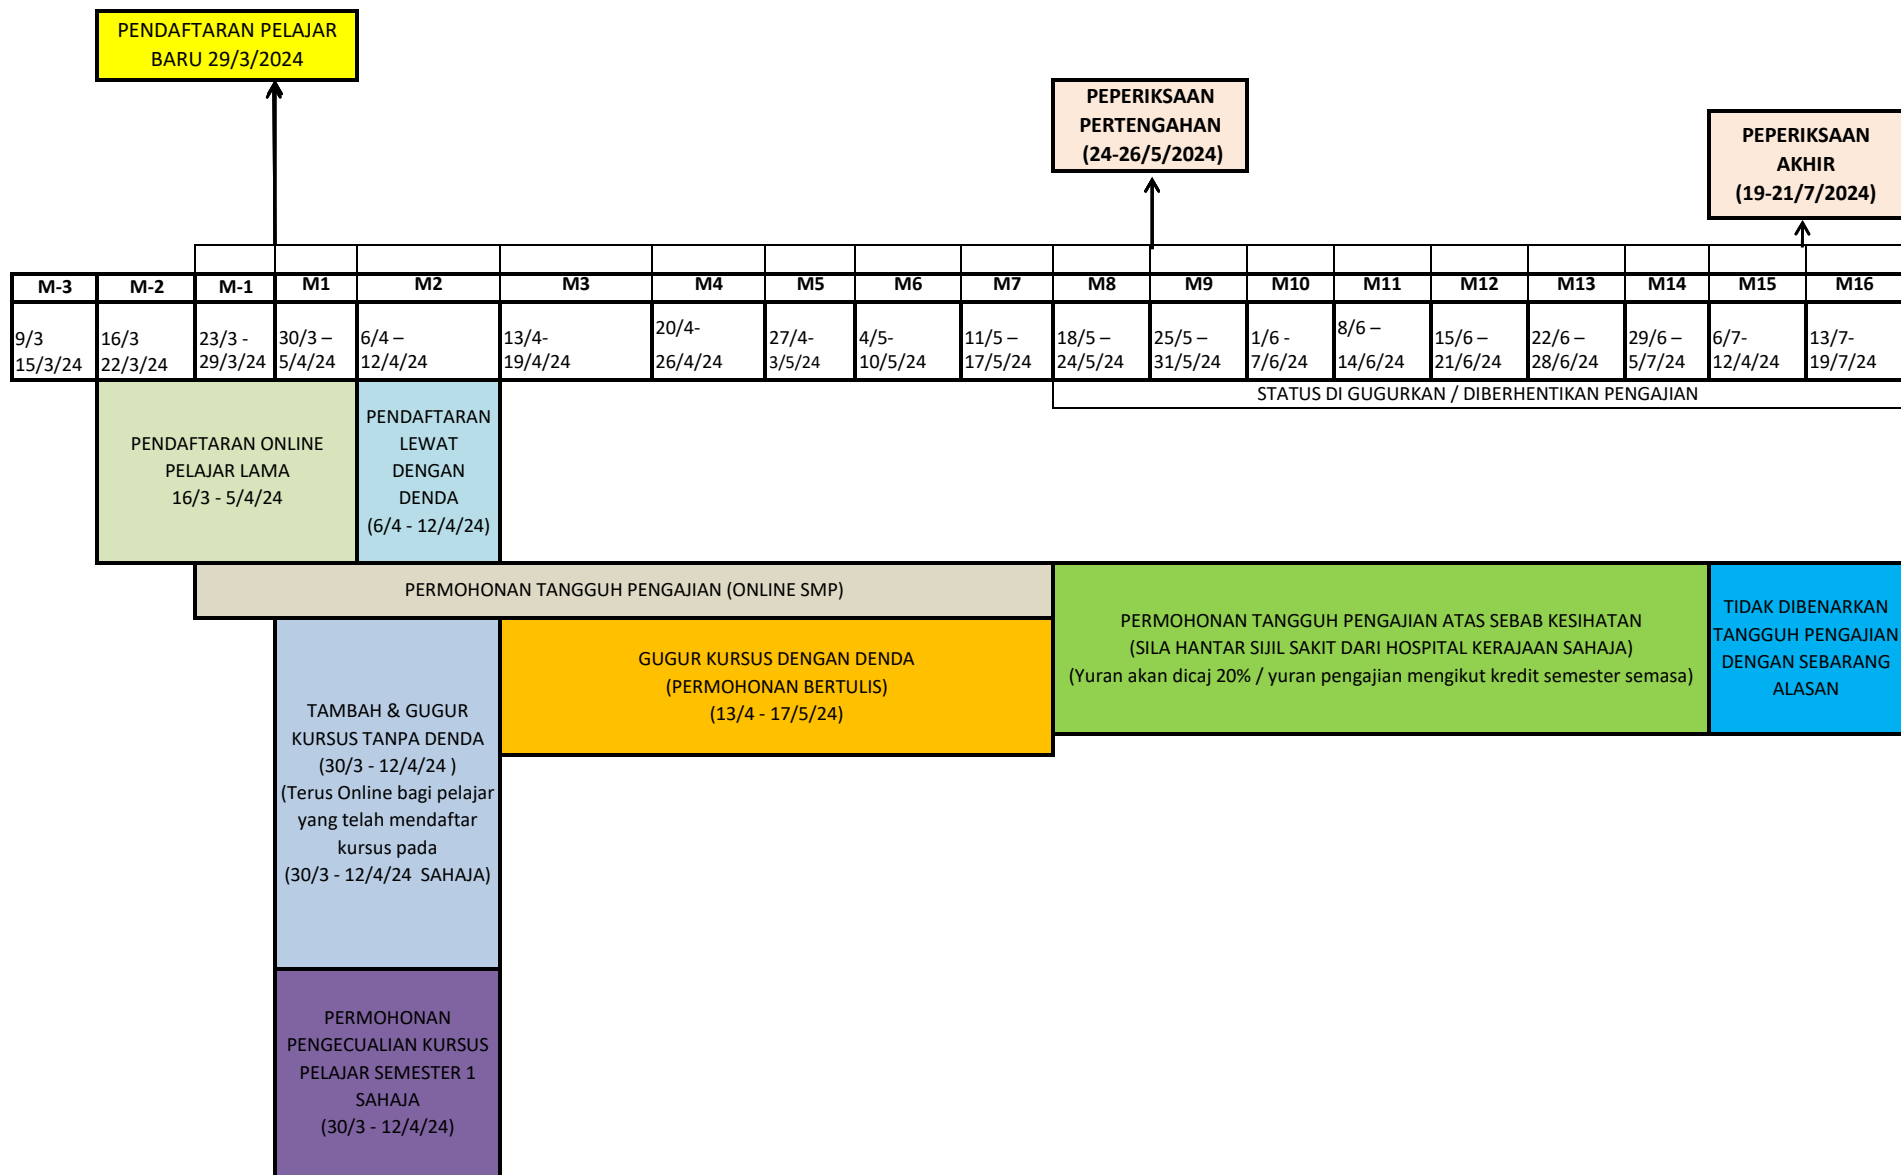 PENDAFTARAN PELAJAR
BARU 29/3/2024
PEPERIKSAAN
PERTENGAHAN
(24-26/5/2024)
PEPERIKSAAN
AKHIR
(19-21/7/2024)
M-3 M-2 M-1 M1 M2 M3 M4 M5 M6 M7 M8 M9 M10 M11 M12 M13 M14 M15 M16
9/3 16/3 23/3 - 30/3 – 6/4 – 13/4- 20/4- 27/4- 4/5- 11/5 – 18/5 – 25/5 – 1/6 - 8/6 – 15/6 – 22/6 – 29/6 – 6/7- 13/7-
15/3/24 22/3/24 29/3/24 5/4/24 12/4/24 19/4/24 26/4/24 3/5/24 10/5/24 17/5/24 24/5/24 31/5/24 7/6/24 14/6/24 21/6/24 28/6/24 5/7/24 12/4/24 19/7/24
STATUS DI GUGURKAN / DIBERHENTIKAN PENGAJIAN
PENDAFTARAN ONLINE
PELAJAR LAMA
16/3 - 5/4/24
PENDAFTARAN
LEWAT
DENGAN
DENDA
(6/4 - 12/4/24)
PERMOHONAN TANGGUH PENGAJIAN (ONLINE SMP)
PERMOHONAN TANGGUH PENGAJIAN ATAS SEBAB KESIHATAN
(SILA HANTAR SIJIL SAKIT DARI HOSPITAL KERAJAAN SAHAJA)
(Yuran akan dicaj 20% / yuran pengajian mengikut kredit semester semasa)
TIDAK DIBENARKAN
TANGGUH PENGAJIAN
DENGAN SEBARANG
ALASAN
GUGUR KURSUS DENGAN DENDA
(PERMOHONAN BERTULIS)
(13/4 - 17/5/24)
TAMBAH & GUGUR
KURSUS TANPA DENDA
(30/3 - 12/4/24 )
(Terus Online bagi pelajar
yang telah mendaftar
kursus pada
(30/3 - 12/4/24 SAHAJA)
PERMOHONAN
PENGECUALIAN KURSUS
PELAJAR SEMESTER 1
SAHAJA
(30/3 - 12/4/24)